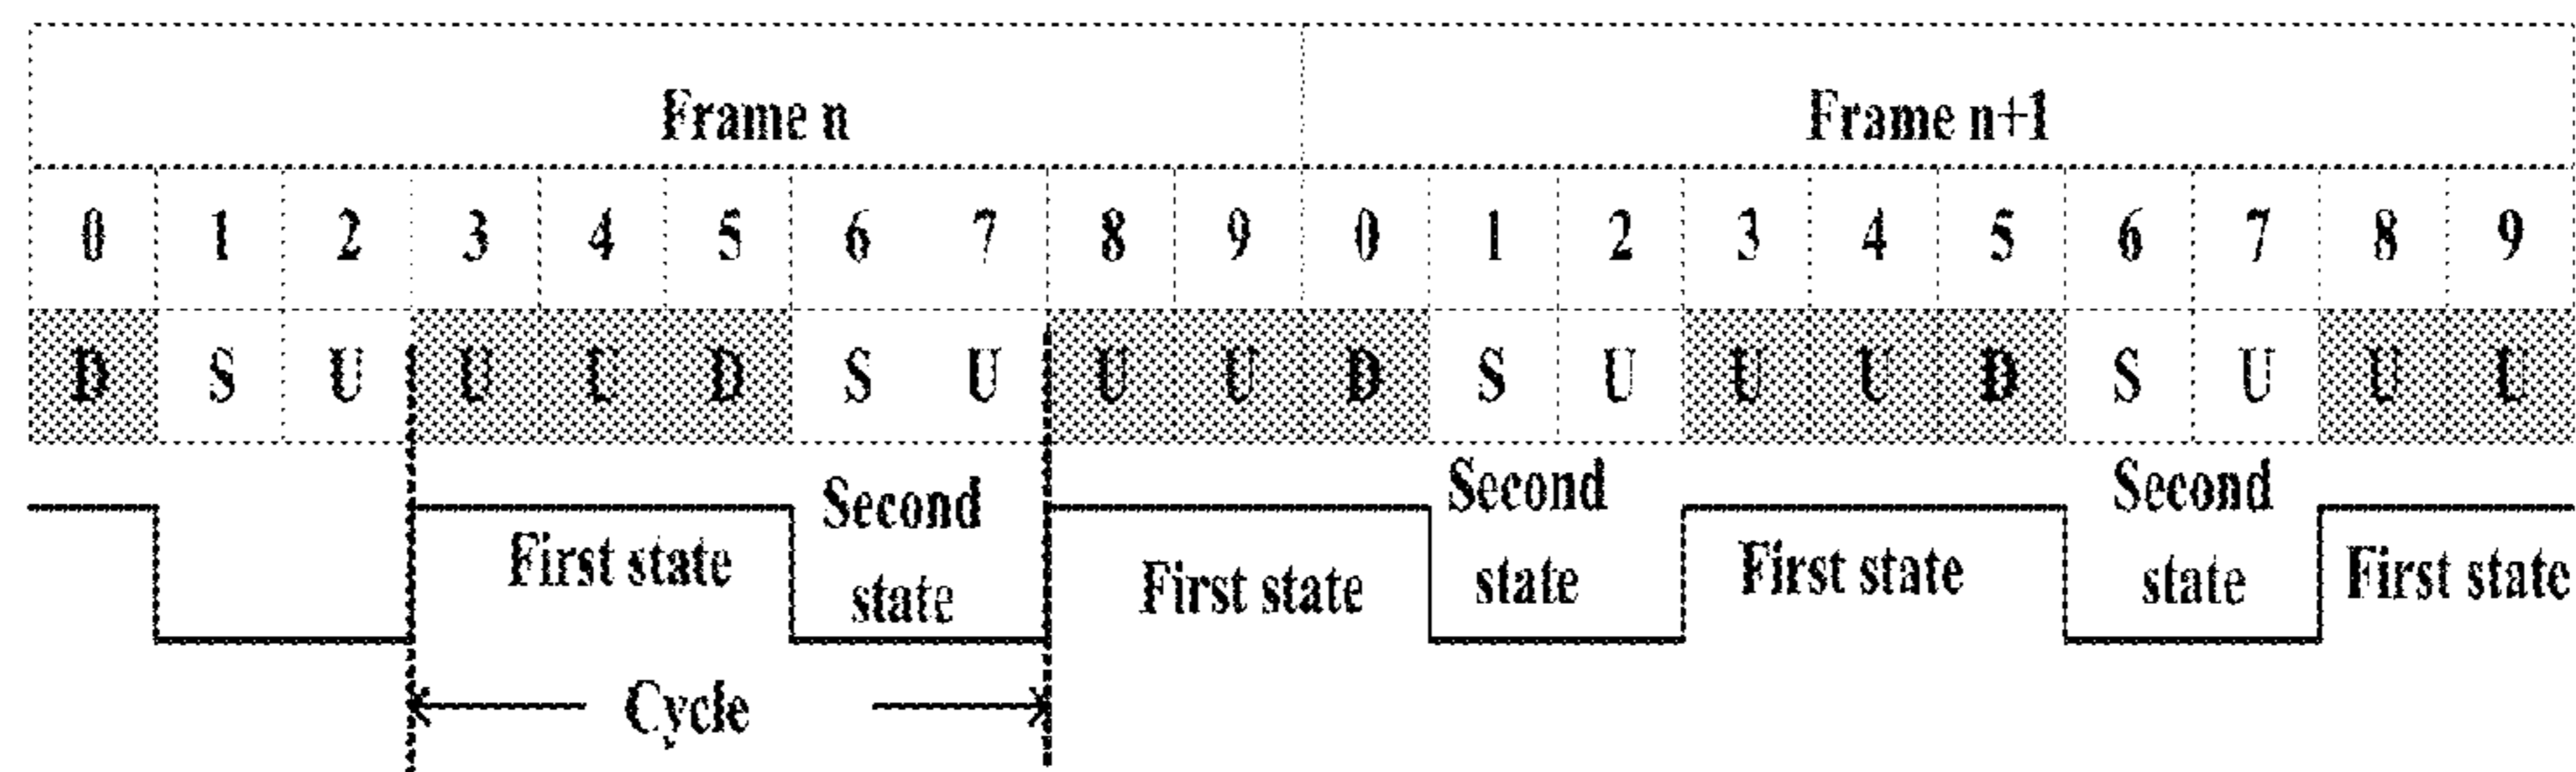 Frame n Frame n+1
0 1 2 3 4 5 6 7 8 9 0 1 2 3 4 5 6 7 8 9
D S U U U D S U U U D S U U U D S U U U
Second Second Second
First state First state First state First state
state state state
Cycle